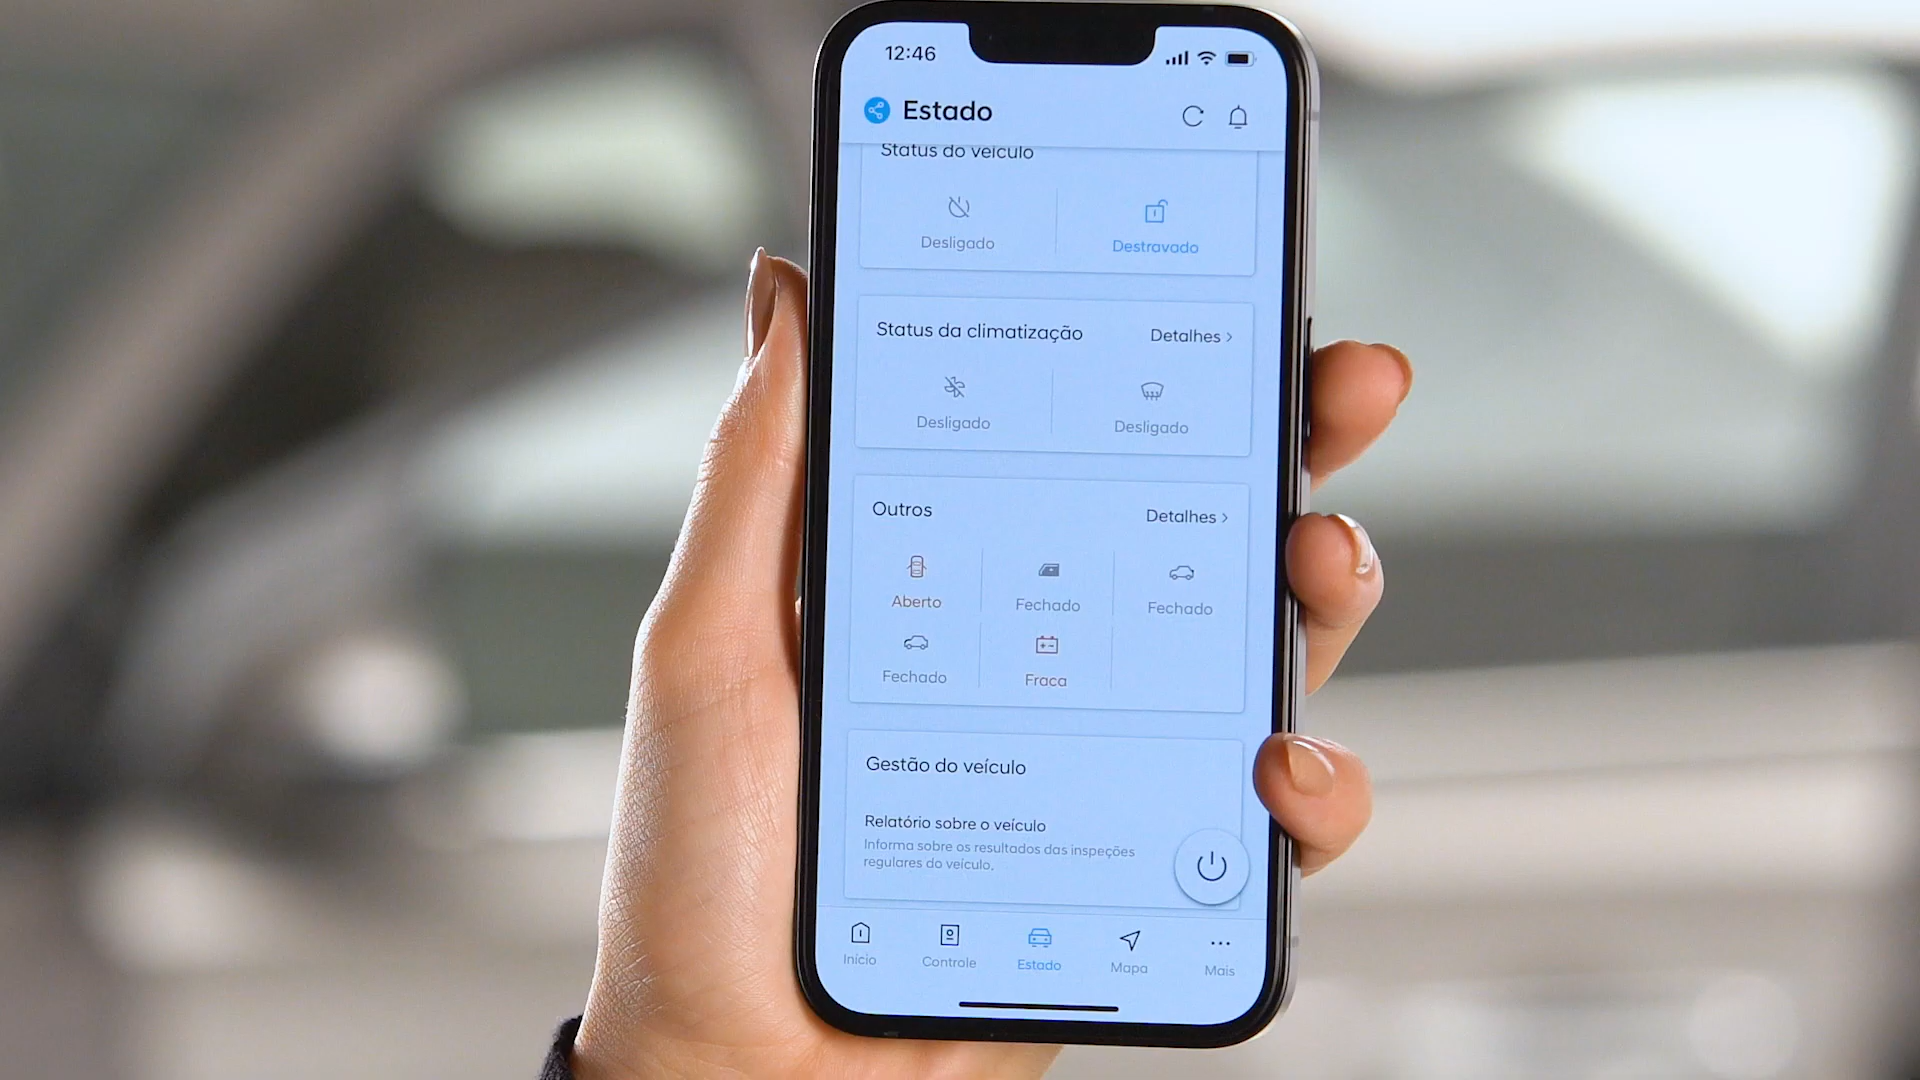 12:46
Estado
Status do veículo
Desligado
Destravado
Status da climatização
Detalhes
Desligado
Desligado
Outros
Detalhes
Aberto
Fechado
Fechado
Fechado
Fraca
Gestão do veículo
Relatório sobre o veículo
Informa sobre os resultados das inspeções
regulares do veículo.
Início
Controle
Estado
Mapa
Mais